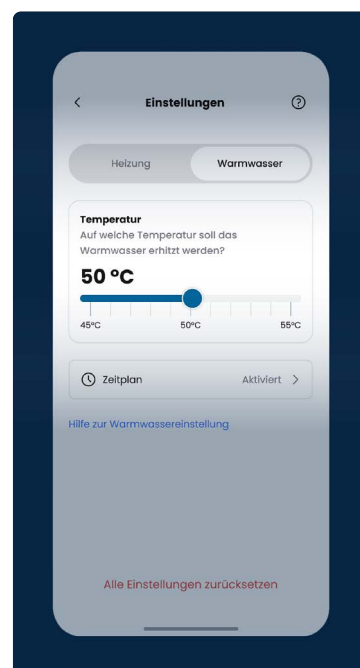 Einstellungen
Heizung Warmwasser
Temperatur
Auf welche Temperatur soll das
Warmwasser erhitzt werden?
50 °C
45°C 50°C 55°C
Zeitplan Aktiviert
Hilfe zur Warmwassereinstellung
Alle Einstellungen zurücksetzen